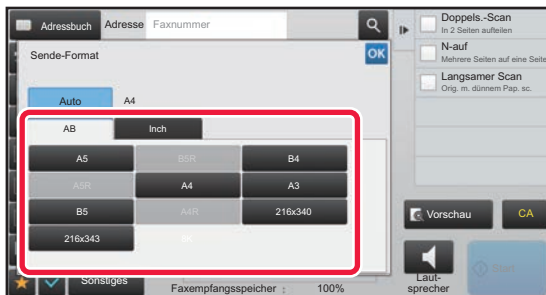 Adressbuch Adresse Faxnummer
Sende-Format
OK
Auto A4
AB Inch
A5 B5R B4
A5R A4 A3
B5 A4R 216x340
216x343 8K
Sonstiges
Faxempfangsspeicher : 100%
Doppels.-Scan
In 2 Seiten aufteilen
N-auf
Mehrere Seiten auf eine Seite
Langsamer Scan
Orig. m. dünnem Pap. sc.
Vorschau CA
Laut-
sprecher
Start